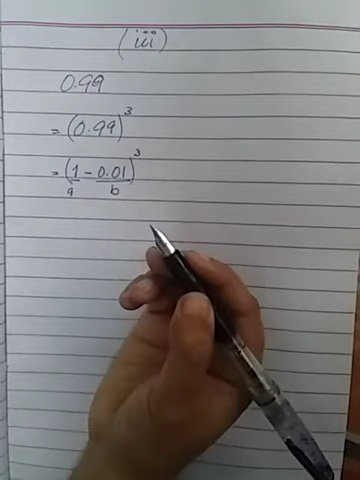 (iii)
0.99
= (0.99)³
= (1 - 0.01)³
a b